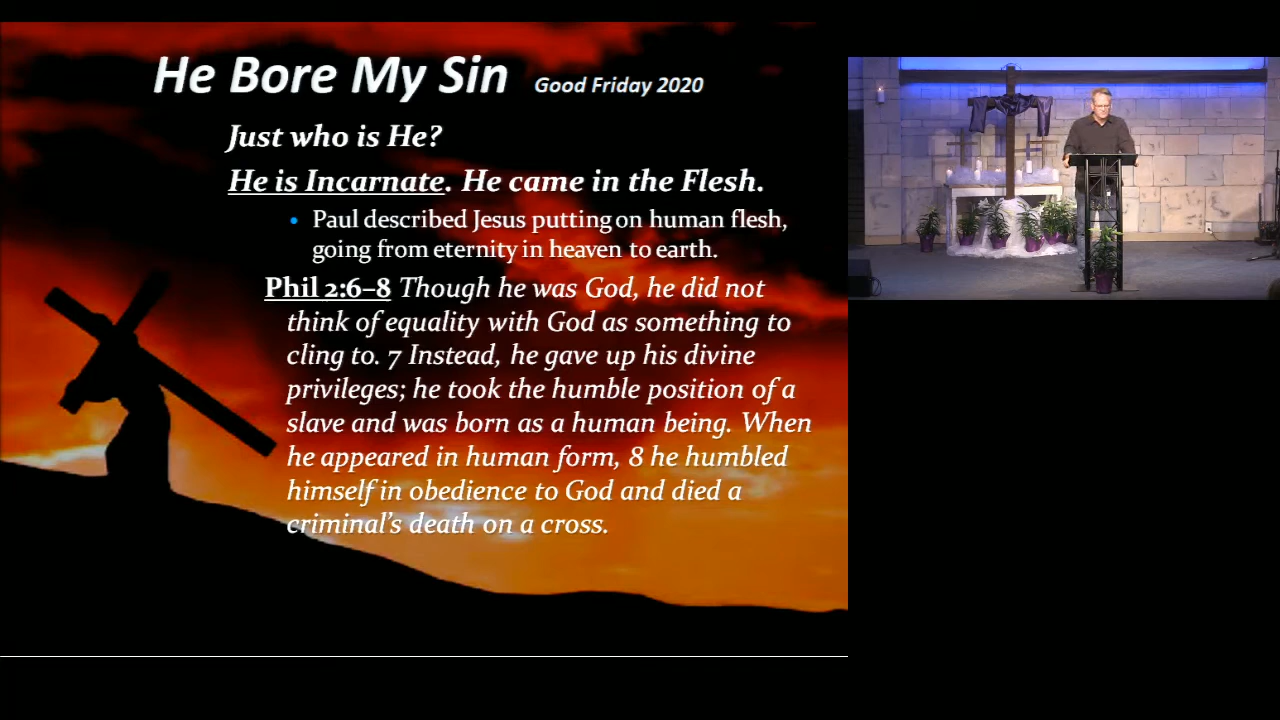 He Bore My Sin Good Friday 2020
Just who is He?
He is Incarnate. He came in the Flesh.
• Paul described Jesus putting on human flesh,
going from eternity in heaven to earth.
Phil 2:6–8 Though he was God, he did not
think of equality with God as something to
cling to. 7 Instead, he gave up his divine
privileges; he took the humble position of a
slave and was born as a human being. When
he appeared in human form, 8 he humbled
himself in obedience to God and died a
criminal’s death on a cross.